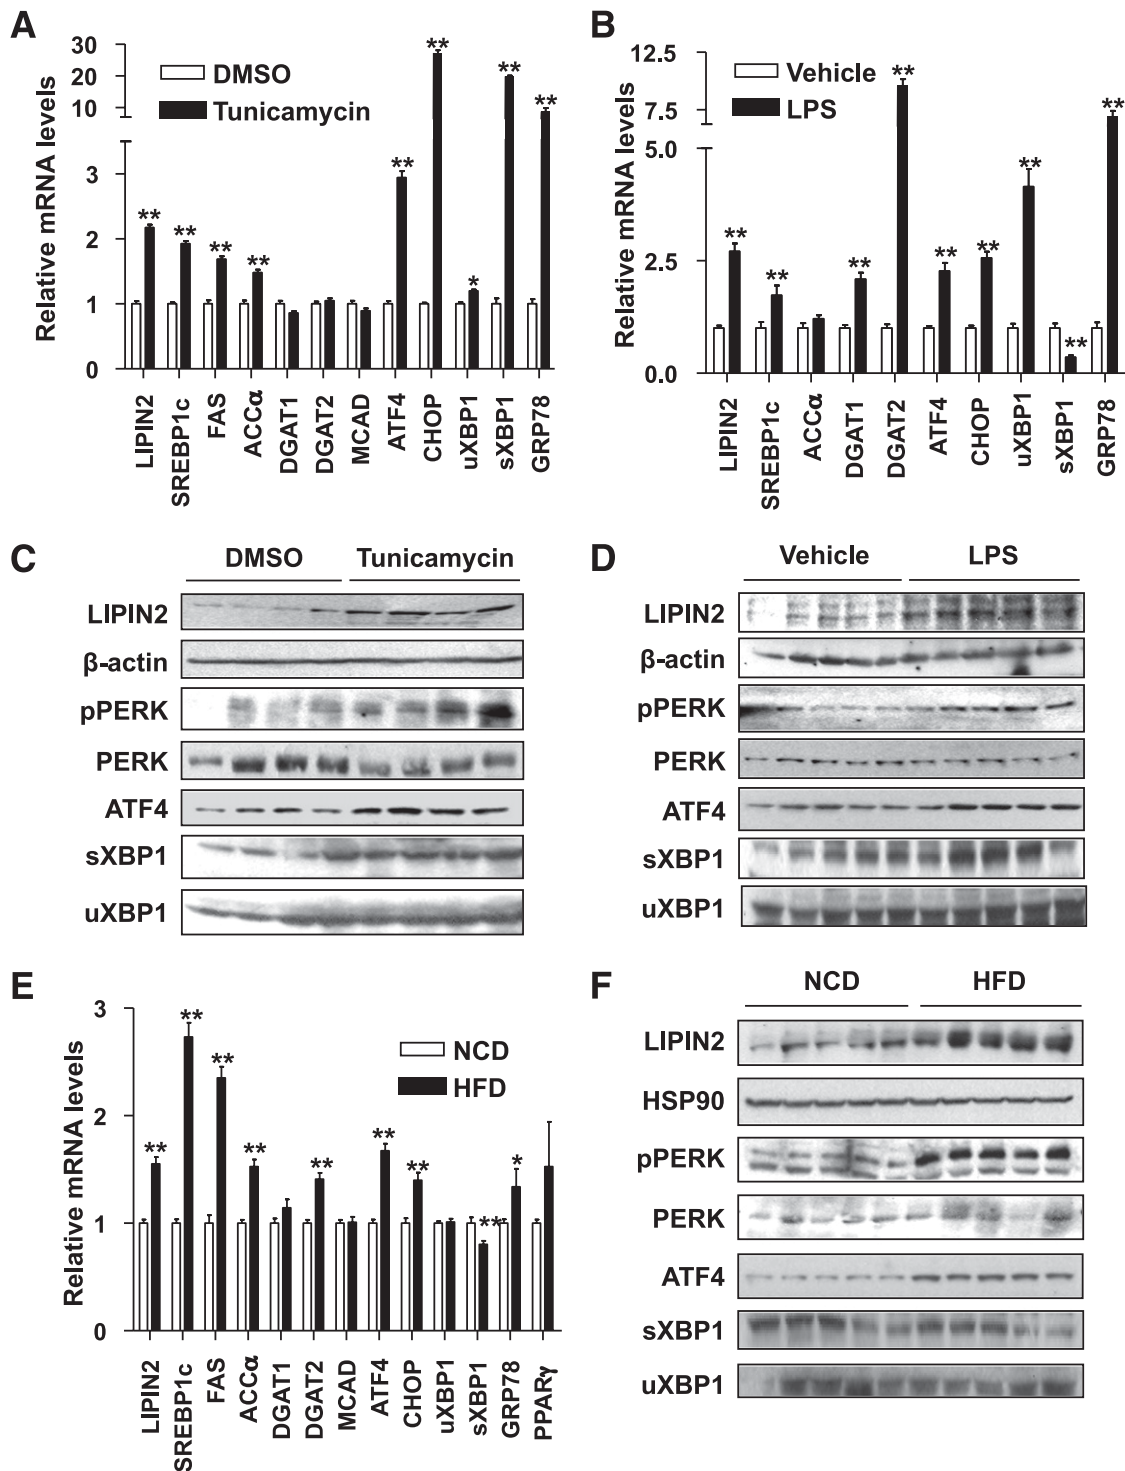 A
Relative mRNA levels
30
20
10
3
2
1
0
DMSO
Tunicamycin
** ** ** ** ** ** * ** **
LIPIN2 SREBP1c FAS ACCα DGAT1 DGAT2 MCAD ATF4 CHOP uXBP1 sXBP1 GRP78
B
Relative mRNA levels
12.5
7.5
5.0
2.5
0.0
Vehicle
LPS
** ** ** ** ** ** ** ** **
LIPIN2 SREBP1c ACCα DGAT1 DGAT2 ATF4 CHOP uXBP1 sXBP1 GRP78
C
DMSO Tunicamycin
LIPIN2
β-actin
pPERK
PERK
ATF4
sXBP1
uXBP1
D
Vehicle LPS
LIPIN2
β-actin
pPERK
PERK
ATF4
sXBP1
uXBP1
E
Relative mRNA levels
3
2
1
0
NCD
HFD
** ** ** ** ** ** ** ** *
LIPIN2 SREBP1c FAS ACCα DGAT1 DGAT2 MCAD ATF4 CHOP uXBP1 sXBP1 GRP78 PPARγ
F
NCD HFD
LIPIN2
HSP90
pPERK
PERK
ATF4
sXBP1
uXBP1